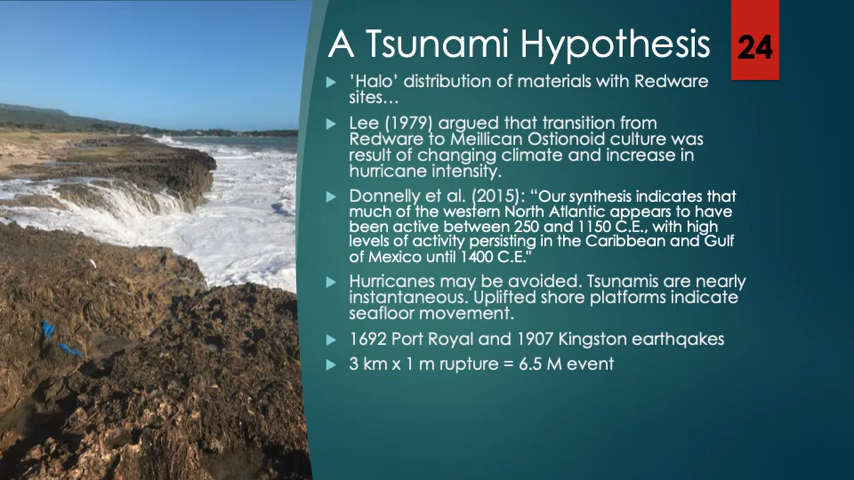 A Tsunami Hypothesis
24
’Halo’ distribution of materials with Redware
sites…
Lee (1979) argued that transition from
Redware to Meillican Ostionoid culture was
result of changing climate and increase in
hurricane intensity.
Donnelly et al. (2015): “Our synthesis indicates that
much of the western North Atlantic appears to have
been active between 250 and 1150 C.E., with high
levels of activity persisting in the Caribbean and Gulf
of Mexico until 1400 C.E."
Hurricanes may be avoided. Tsunamis are nearly
instantaneous. Uplifted shore platforms indicate
seafloor movement.
1692 Port Royal and 1907 Kingston earthqakes
3 km x 1 m rupture = 6.5 M event